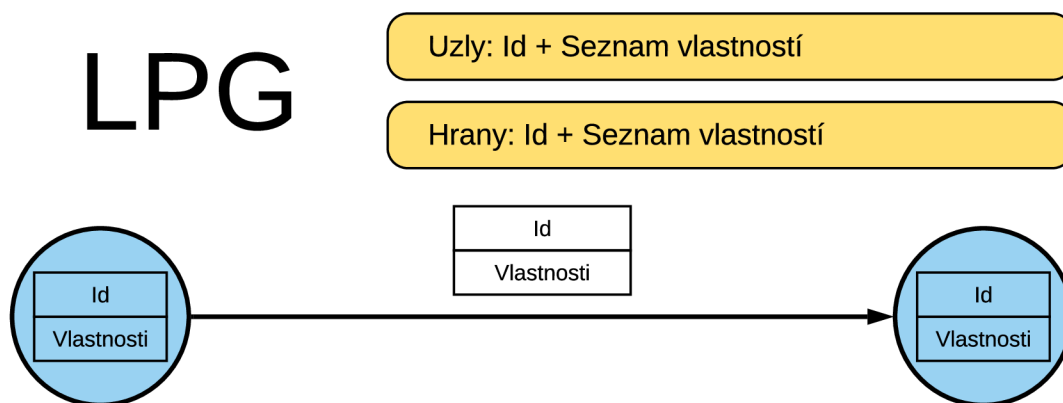 LPG
Uzly: Id + Seznam vlastností
Hrany: Id + Seznam vlastností
Id
Vlastnosti
Id
Vlastnosti
Id
Vlastnosti